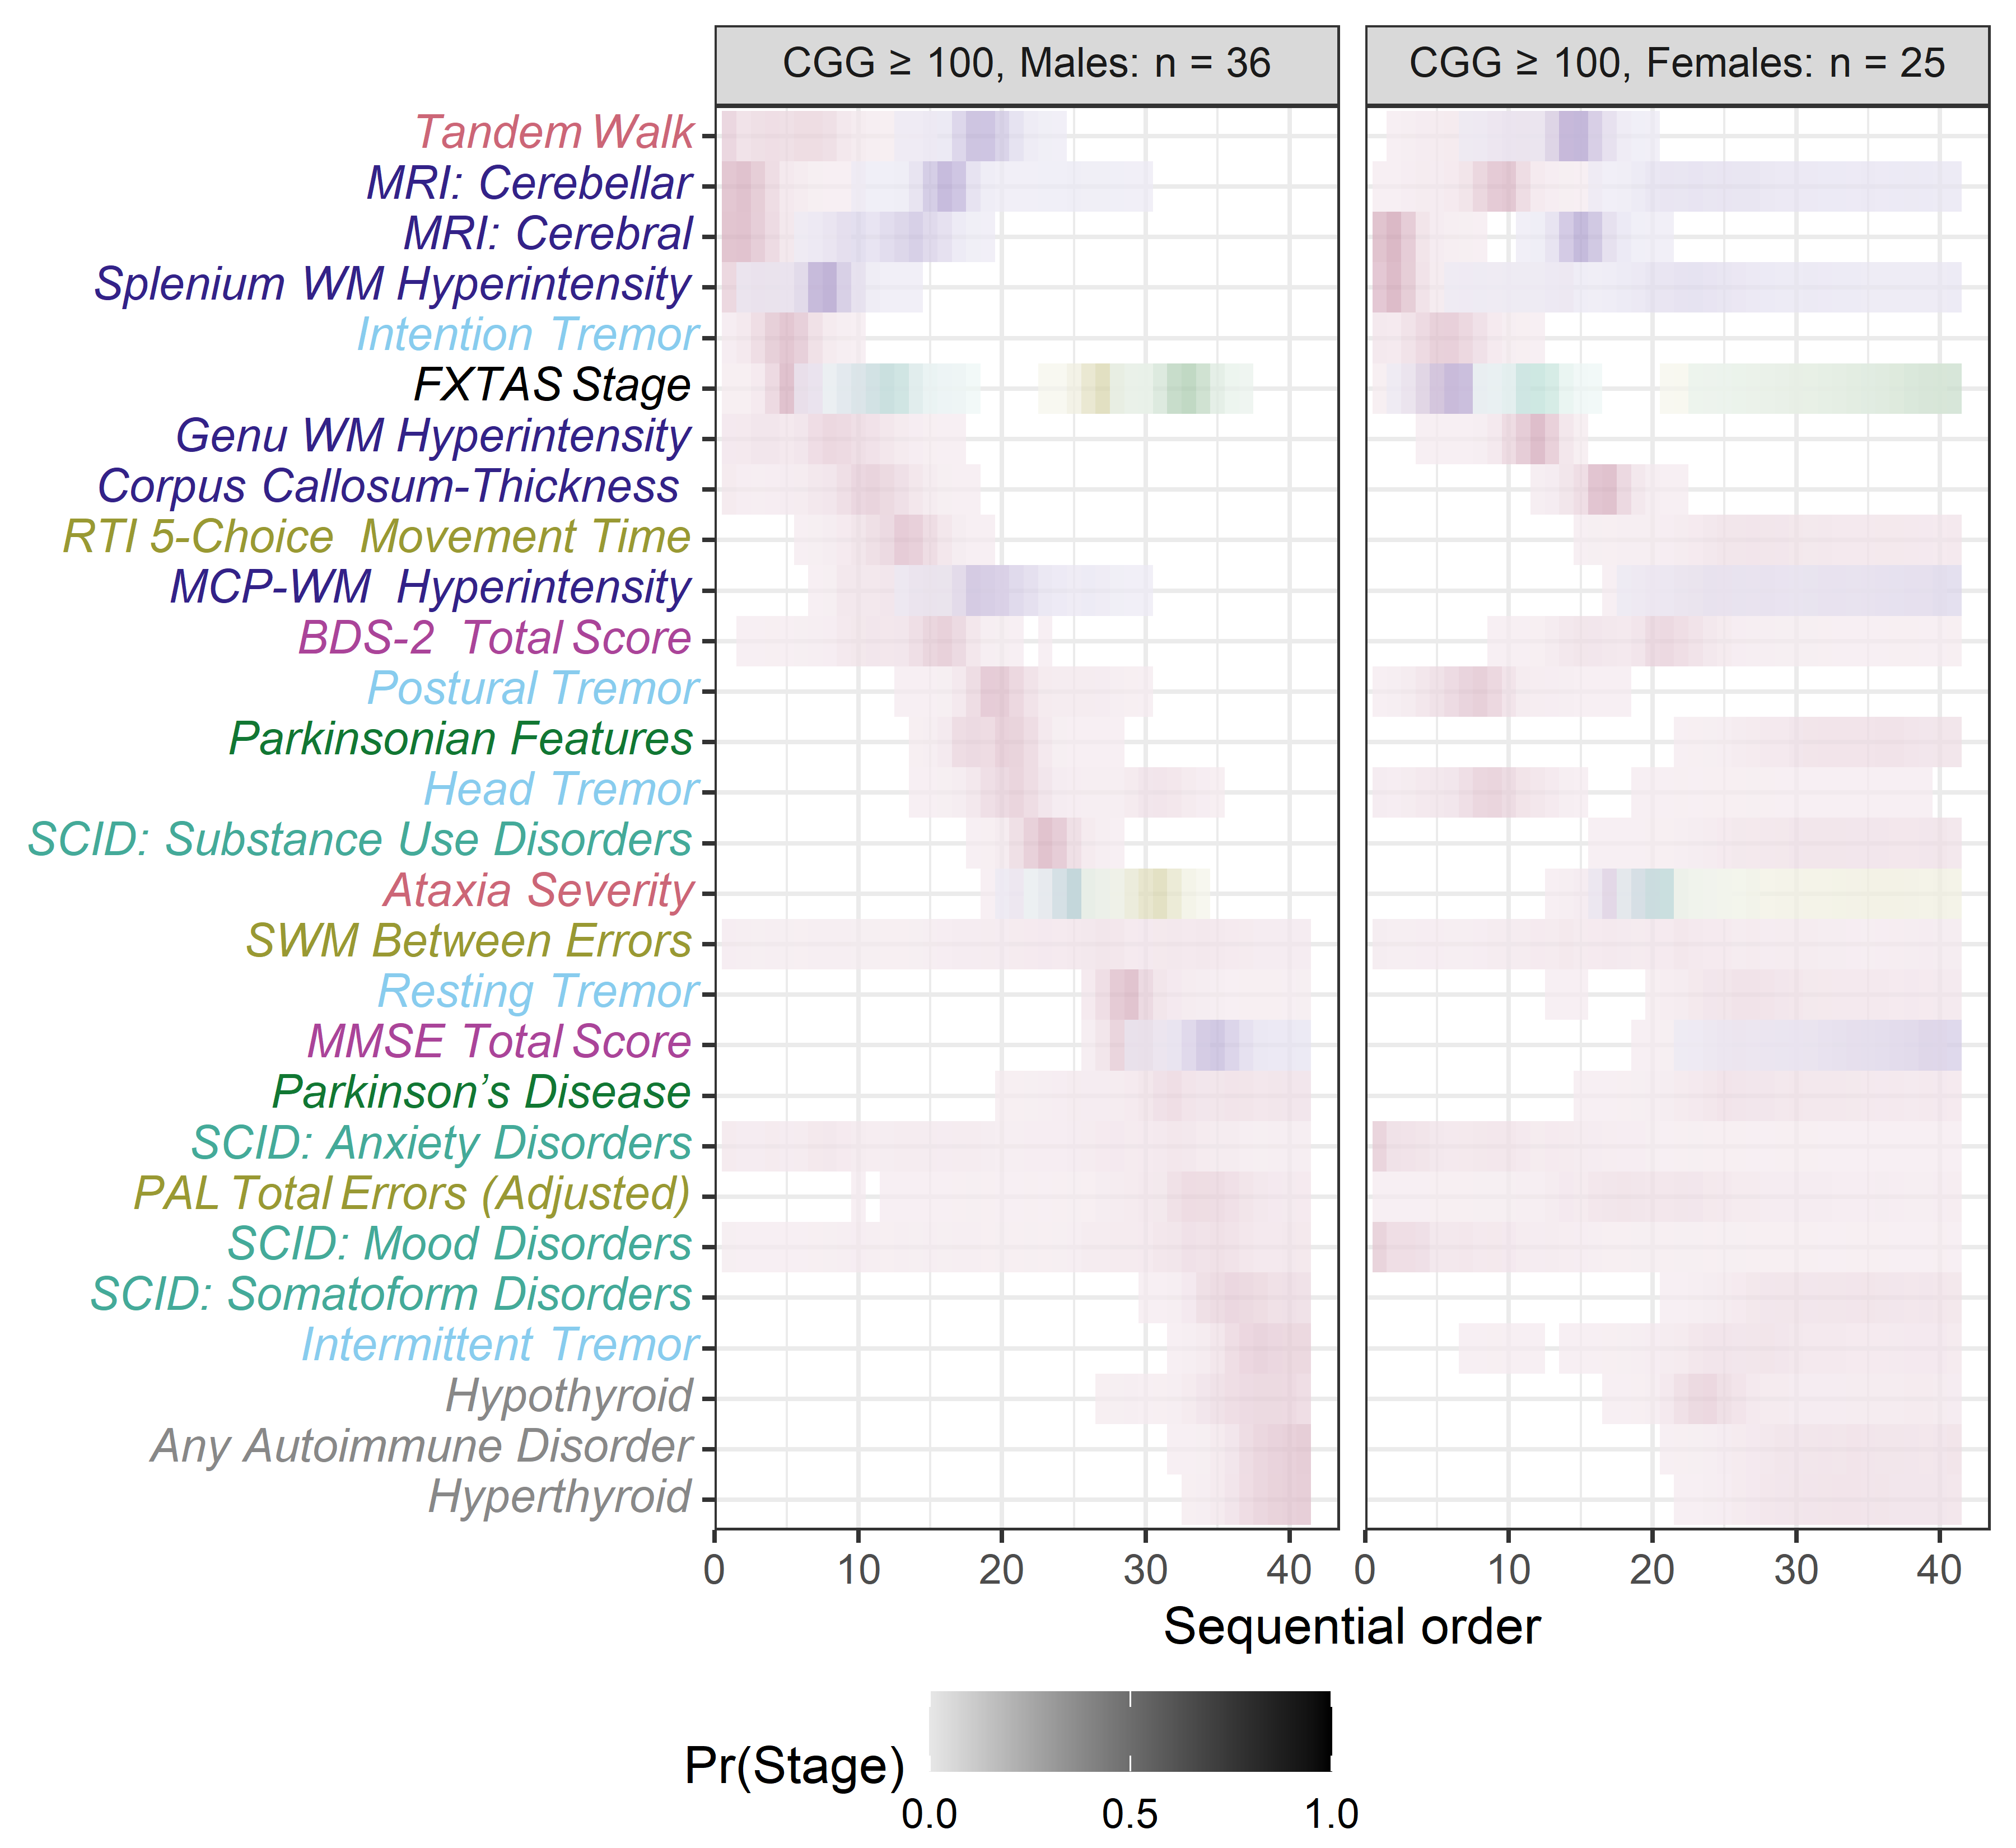 CGG ≥ 100, Males: n = 36
CGG ≥ 100, Females: n = 25
Tandem Walk
MRI: Cerebellar
MRI: Cerebral
Splenium WM Hyperintensity
Intention Tremor
FXTAS Stage
Genu WM Hyperintensity
Corpus Callosum-Thickness
RTI 5-Choice Movement Time
MCP-WM Hyperintensity
BDS-2 Total Score
Postural Tremor
Parkinsonian Features
Head Tremor
SCID: Substance Use Disorders
Ataxia Severity
SWM Between Errors
Resting Tremor
MMSE Total Score
Parkinson’s Disease
SCID: Anxiety Disorders
PAL Total Errors (Adjusted)
SCID: Mood Disorders
SCID: Somatoform Disorders
Intermittent Tremor
Hypothyroid
Any Autoimmune Disorder
Hyperthyroid
0 10 20 30 40 0 10 20 30 40
Sequential order
Pr(Stage)
0.0 0.5 1.0